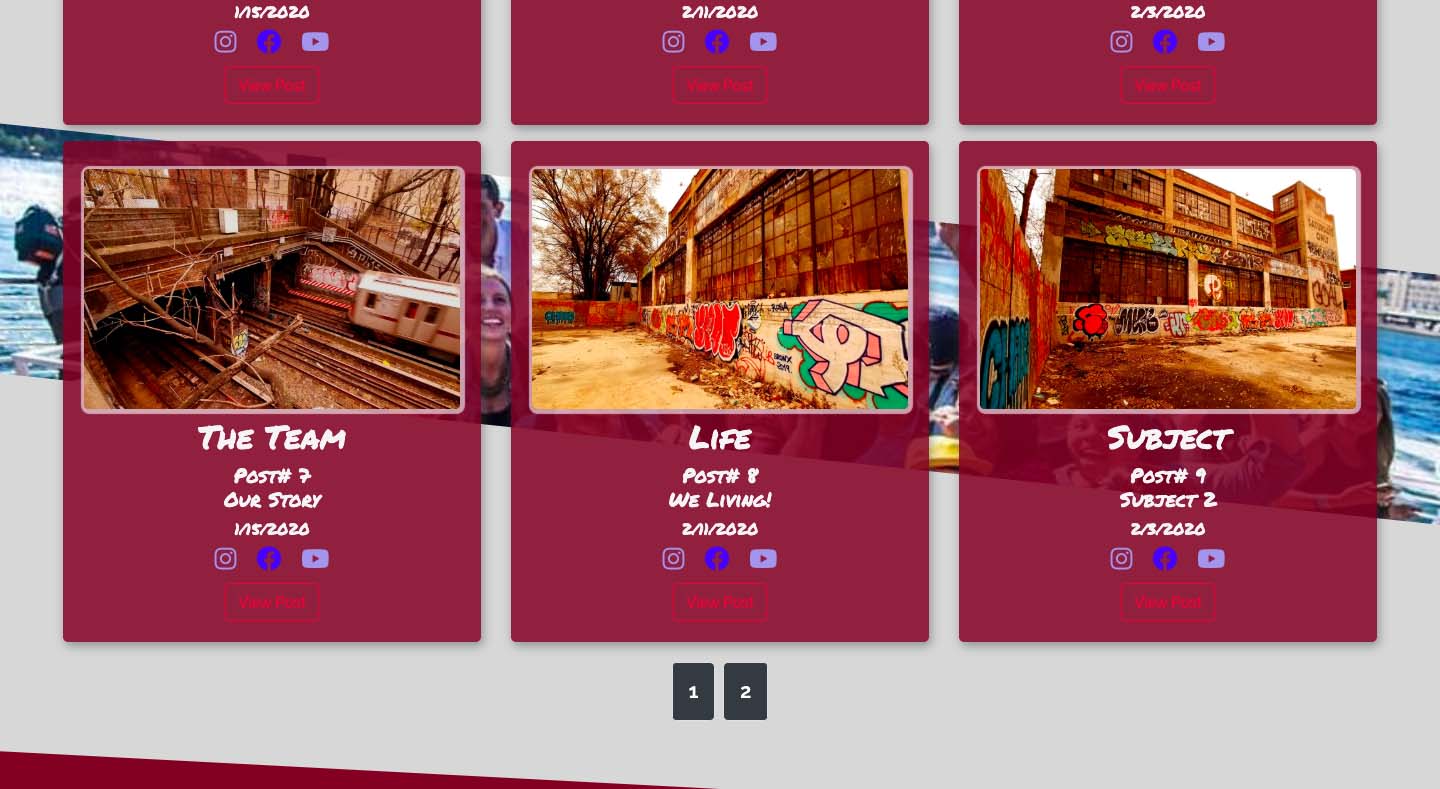 1/15/2020
2/11/2020
2/3/2020
View Post
View Post
View Post
BRONX
2019.
The Team
Life
Subject
Post# 7
Post# 8
Post# 9
Our Story
We Living!
Subject 2
1/15/2020
2/11/2020
2/3/2020
View Post
View Post
View Post
1
2